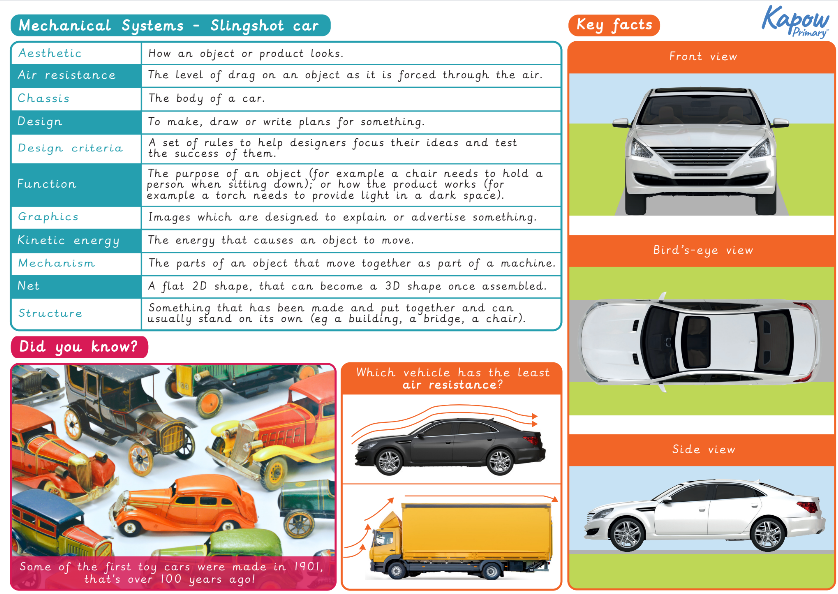 Mechanical Systems - Slingshot car
Aesthetic
How an object or product looks.
Air resistance
The level of drag on an object as it is forced through the air.
Chassis
The body of a car.
Design
To make, draw or write plans for something.
Design criteria
A set of rules to help designers focus their ideas and test
the success of them.
Function
The purpose of an object (for example a chair needs to hold a
person when sitting down); or how the product works (for
example a torch needs to provide light in a dark space).
Graphics
Images which are designed to explain or advertise something.
Kinetic energy
The energy that causes an object to move.
Mechanism
The parts of an object that move together as part of a machine.
Net
A flat 2D shape, that can become a 3D shape once assembled.
Structure
Something that has been made and put together and can
usually stand on its own (eg a building, a bridge, a chair).
Did you know?
Some of the first toy cars were made in 1901,
that's over 100 years ago!
Which vehicle has the least
air resistance?
Key facts
Kapow
Primary™
Front view
Bird's-eye view
Side view